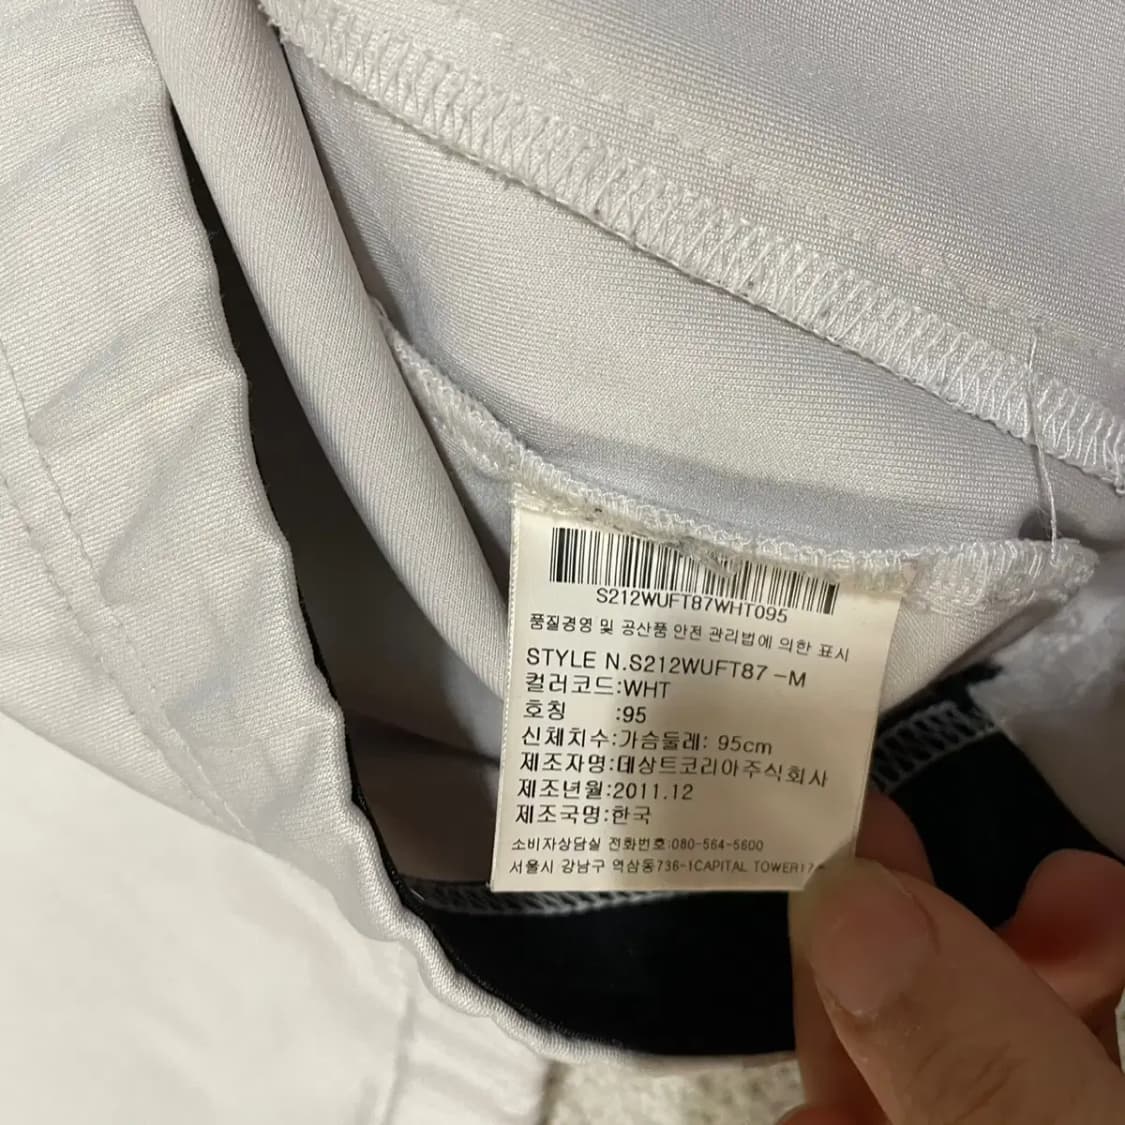 S212WUFT87WHT095
품질경영 및 공산품 안전 관리법에 의한 표시
STYLE N.S212WUFT87 -M
컬러코드:WHT
호칭 :95
신체치수:가슴둘레: 95cm
제조자명:데상트코리아주식회사
제조년월:2011.12
제조국명:한국
소비자상담실 전화번호:080-564-5600
서울시 강남구 역삼동736-1CAPITAL TOWER